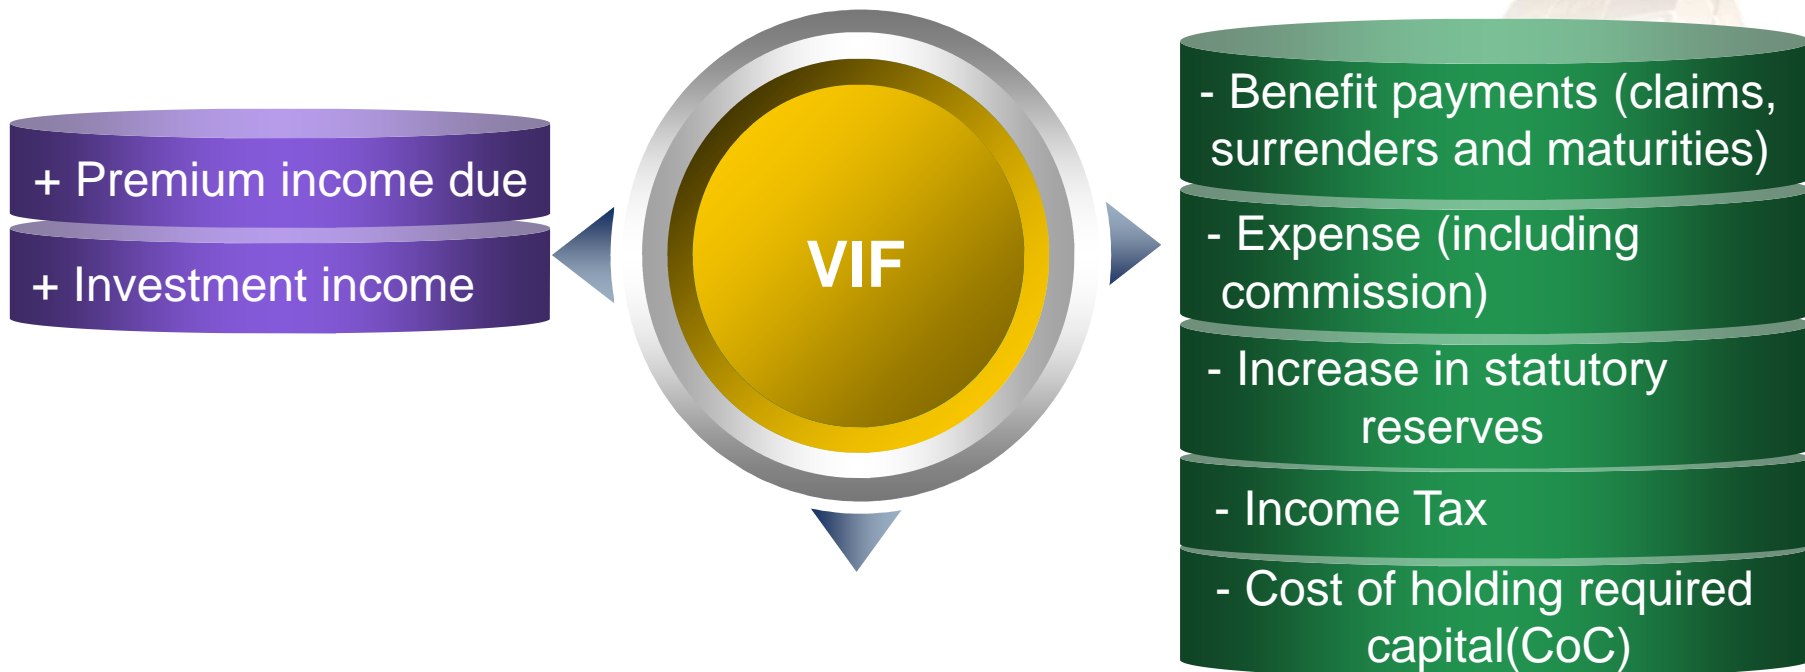 + Premium income due
+ Investment income
VIF
- Benefit payments (claims,
surrenders and maturities)
- Expense (including
commission)
- Increase in statutory
reserves
- Income Tax
- Cost of holding required
capital(CoC)